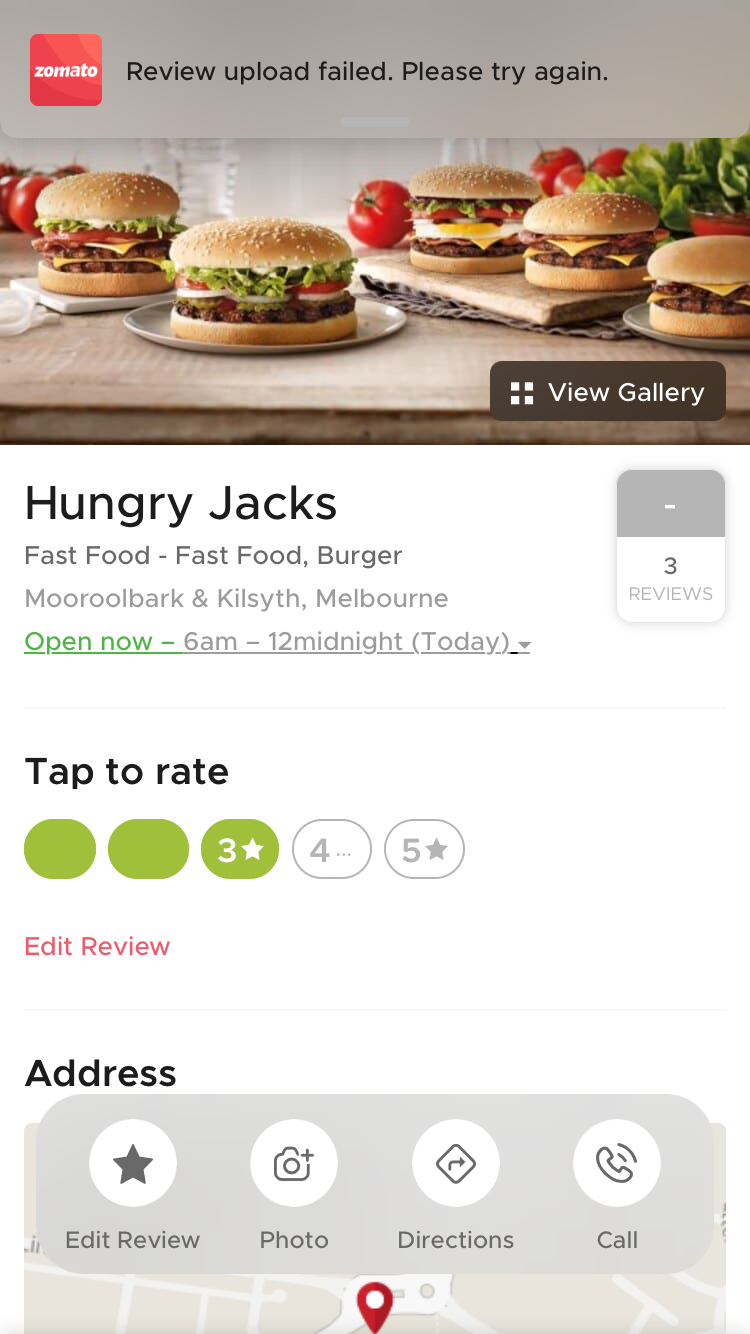 zomato
Review upload failed. Please try again.
View Gallery
Hungry Jacks
-
Fast Food - Fast Food, Burger
3
REVIEWS
Mooroolbark & Kilsyth, Melbourne
Open now – 6am – 12midnight (Today)
Tap to rate
3★ 4... 5★
Edit Review
Address
Edit Review Photo Directions Call